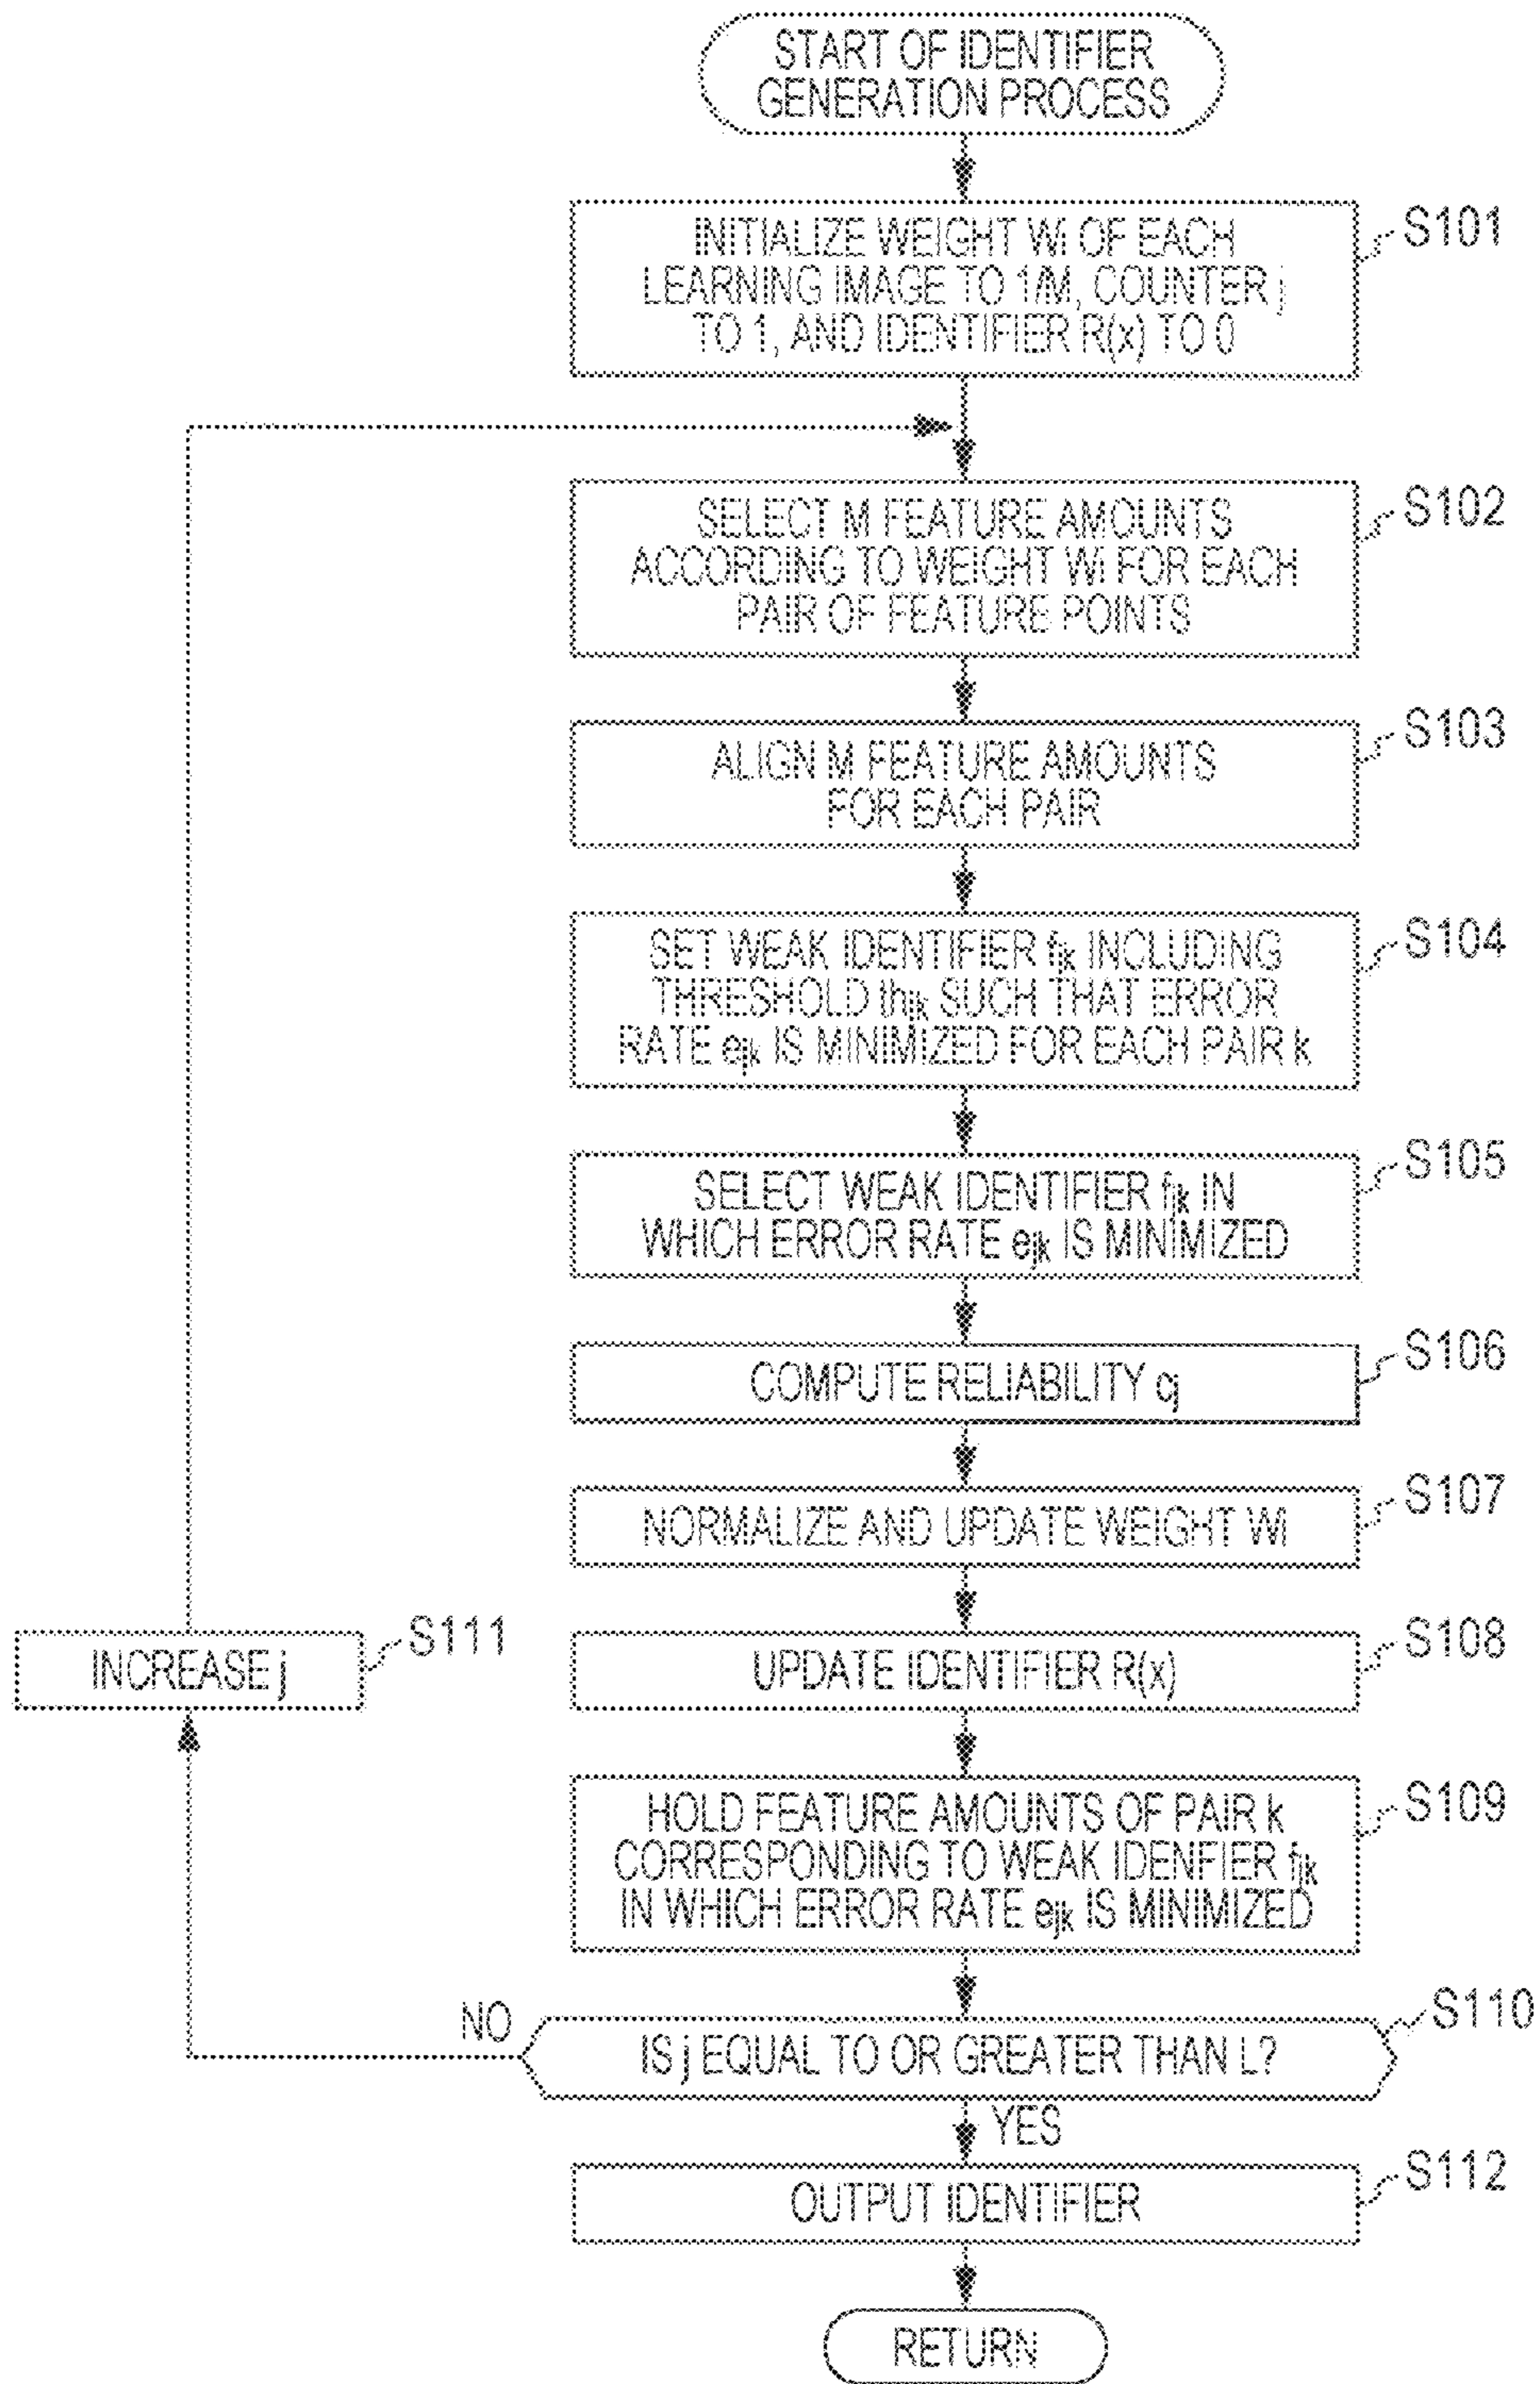 START OF IDENTIFIER
GENERATION PROCESS
INITIALIZE WEIGHT Wi OF EACH
LEARNING IMAGE TO 1/M, COUNTER j
TO 1, AND IDENTIFIER R(x) TO 0
S101
SELECT M FEATURE AMOUNTS
ACCORDING TO WEIGHT Wi FOR EACH
PAIR OF FEATURE POINTS
S102
ALIGN M FEATURE AMOUNTS
FOR EACH PAIR
S103
SET WEAK IDENTIFIER fjk INCLUDING
THRESHOLD thjk SUCH THAT ERROR
RATE ejk IS MINIMIZED FOR EACH PAIR k
S104
SELECT WEAK IDENTIFIER fjk IN
WHICH ERROR RATE ejk IS MINIMIZED
S105
COMPUTE RELIABILITY cj
S106
NORMALIZE AND UPDATE WEIGHT Wi
S107
INCREASE j
S111
UPDATE IDENTIFIER R(x)
S108
HOLD FEATURE AMOUNTS OF PAIR k
CORRESPONDING TO WEAK IDENFIER fjk
IN WHICH ERROR RATE ejk IS MINIMIZED
S109
NO
IS j EQUAL TO OR GREATER THAN L?
S110
YES
OUTPUT IDENTIFIER
S112
RETURN